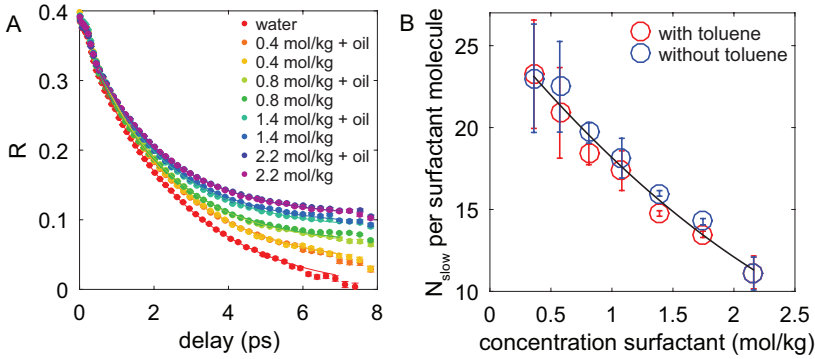 A
R
0.4
0.3
0.2
0.1
0
0
2
4
6
8
delay (ps)
water
0.4 mol/kg + oil
0.4 mol/kg
0.8 mol/kg + oil
0.8 mol/kg
1.4 mol/kg + oil
1.4 mol/kg
2.2 mol/kg + oil
2.2 mol/kg
B
N_slow per surfactant molecule
25
20
15
10
0
0.5
1
1.5
2
2.5
concentration surfactant (mol/kg)
with toluene
without toluene